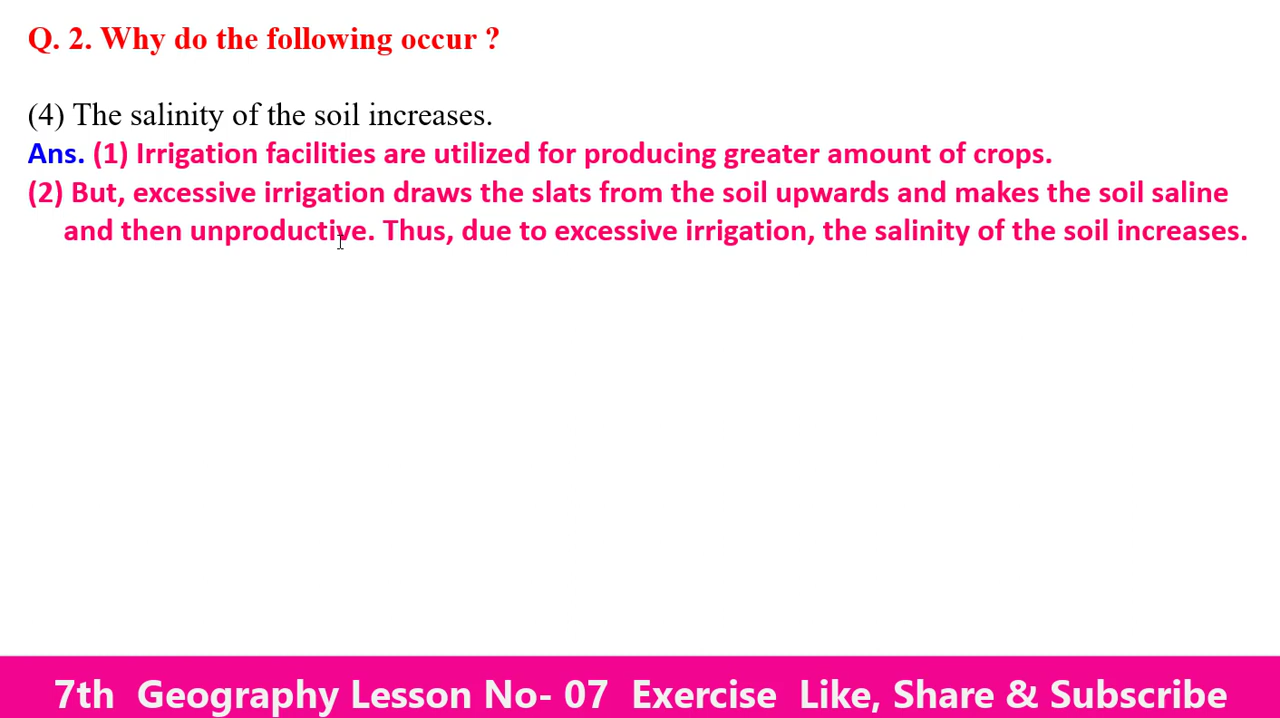 Q. 2. Why do the following occur ?
(4) The salinity of the soil increases.
Ans. (1) Irrigation facilities are utilized for producing greater amount of crops.
(2) But, excessive irrigation draws the slats from the soil upwards and makes the soil saline
and then unproductive. Thus, due to excessive irrigation, the salinity of the soil increases.
7th Geography Lesson No- 07 Exercise Like, Share & Subscribe